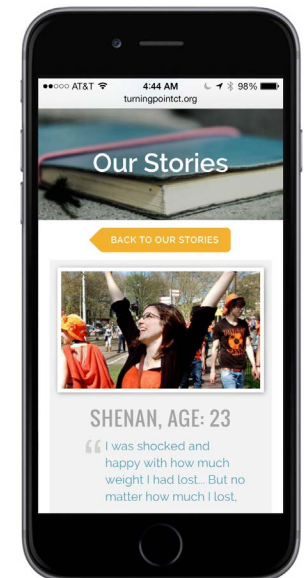 AT&T 4:44 AM 98%
turningpointct.org
Our Stories
BACK TO OUR STORIES
SHENAN, AGE: 23
“ I was shocked and
happy with how much
weight I had lost... But no
matter how much I lost,